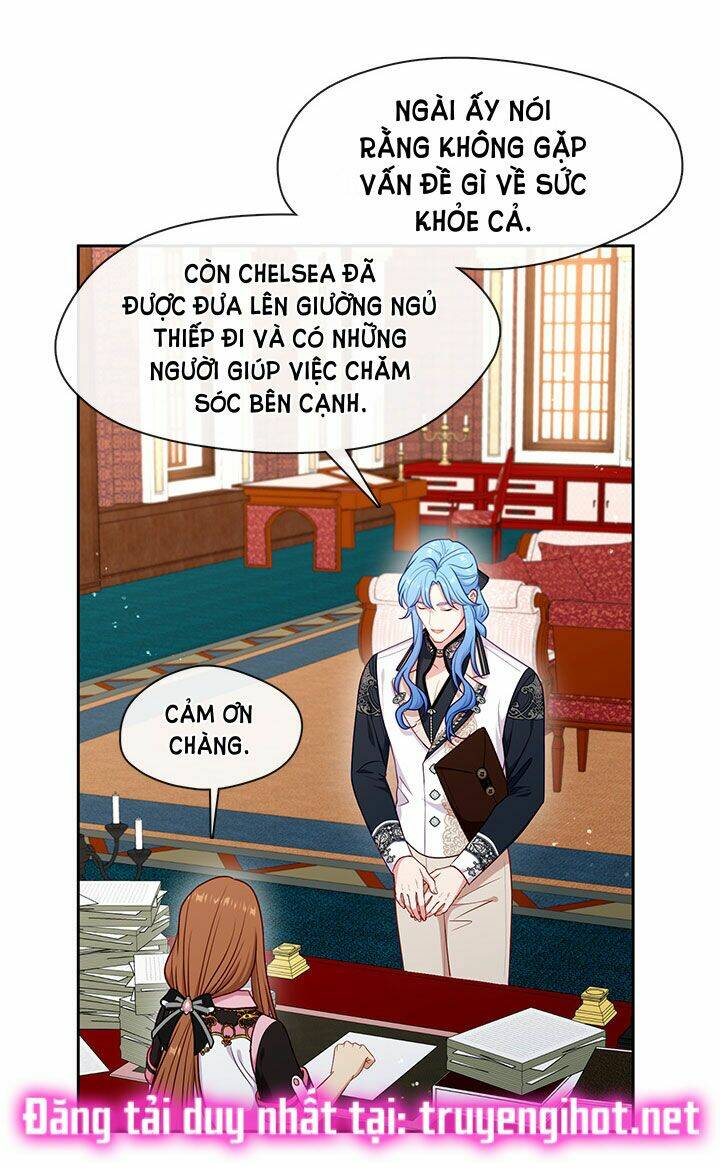 NGÀI ẤY NÓI
RẰNG KHÔNG GẶP
VẤN ĐỀ GÌ VỀ SỨC
KHỎE CẢ.
CÒN CHELSEA ĐÃ
ĐƯỢC ĐƯA LÊN GIƯỜNG NGỦ
THIẾP ĐI VÀ CÓ NHỮNG
NGƯỜI GIÚP VIỆC CHĂM
SÓC BÊN CẠNH.
CẢM ƠN
CHÀNG.
Đăng tải duy nhất tại: truyengihot.net